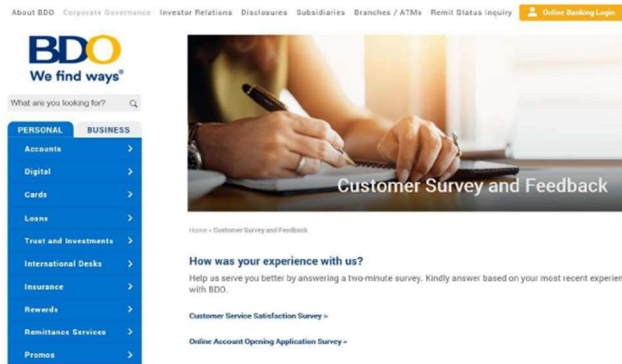 About BDO Corporate Governance Investor Relations Disclosures Subsidiaries Branches / ATMs Remit Status Inquiry Online Banking Login
BDO
We find ways®
What are you looking for?
PERSONAL BUSINESS
Accounts
Digital
Cards
Loans
Trust and Investments
International Desks
Insurance
Rewards
Remittance Services
Promos
Customer Survey and Feedback
Home » Customer Survey and Feedback
How was your experience with us?
Help us serve you better by answering a two-minute survey. Kindly answer based on your most recent experien
with BDO.
Customer Service Satisfaction Survey >
Online Account Opening Application Survey >